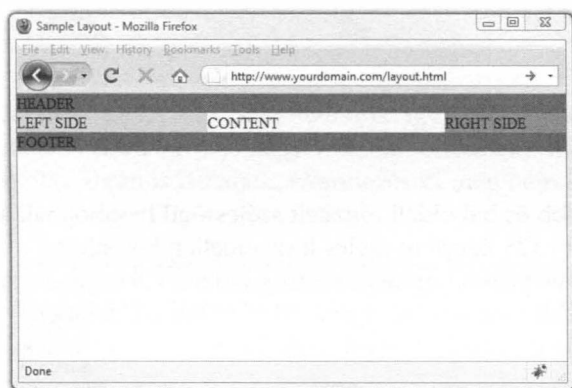 Sample Layout - Mozilla Firefox
File Edit View History Bookmarks Tools Help
http://www.yourdomain.com/layout.html
HEADER
LEFT SIDE CONTENT RIGHT SIDE
FOOTER
Done